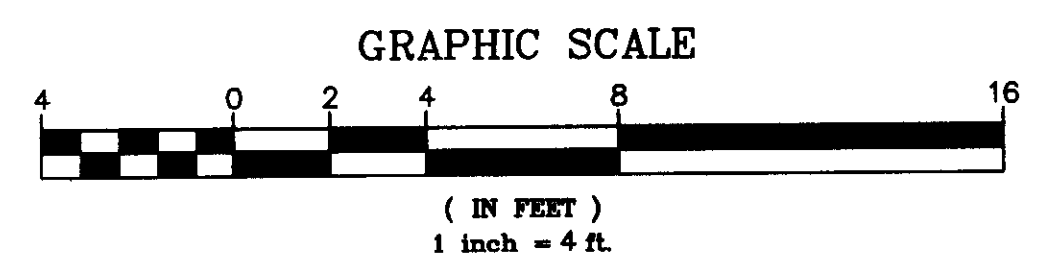 GRAPHIC SCALE
4 0 2 4 8 16
( IN FEET )
1 inch = 4 ft.